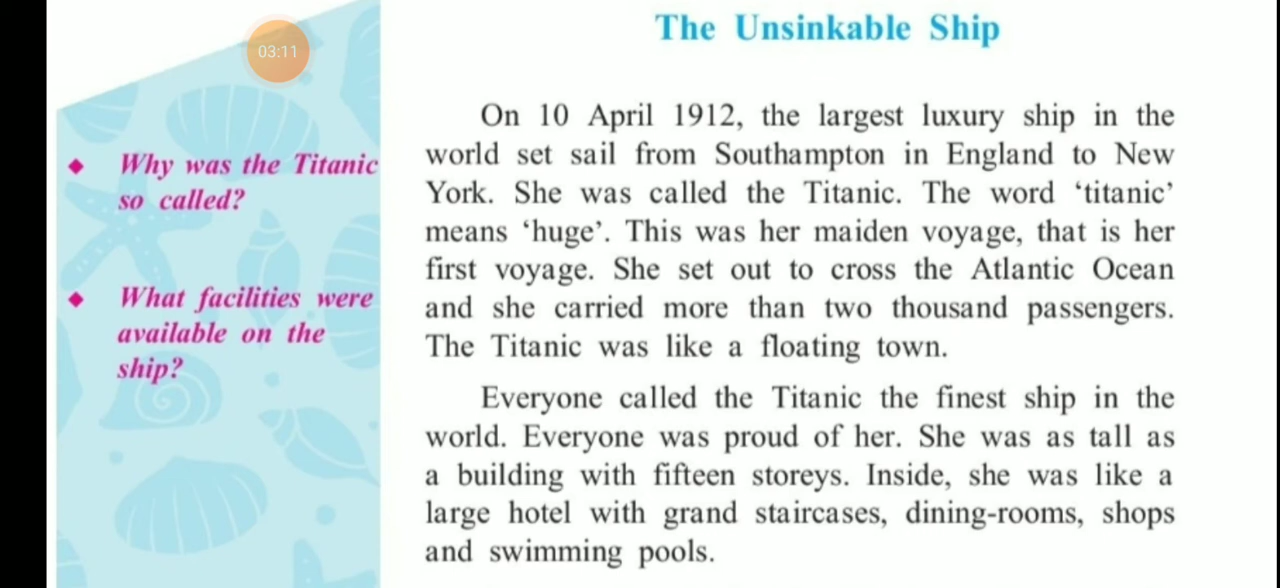 The Unsinkable Ship
03:11
◆ Why was the Titanic
so called?
◆ What facilities were
available on the
ship?
On 10 April 1912, the largest luxury ship in the
world set sail from Southampton in England to New
York. She was called the Titanic. The word ‘titanic’
means ‘huge’. This was her maiden voyage, that is her
first voyage. She set out to cross the Atlantic Ocean
and she carried more than two thousand passengers.
The Titanic was like a floating town.
Everyone called the Titanic the finest ship in the
world. Everyone was proud of her. She was as tall as
a building with fifteen storeys. Inside, she was like a
large hotel with grand staircases, dining-rooms, shops
and swimming pools.